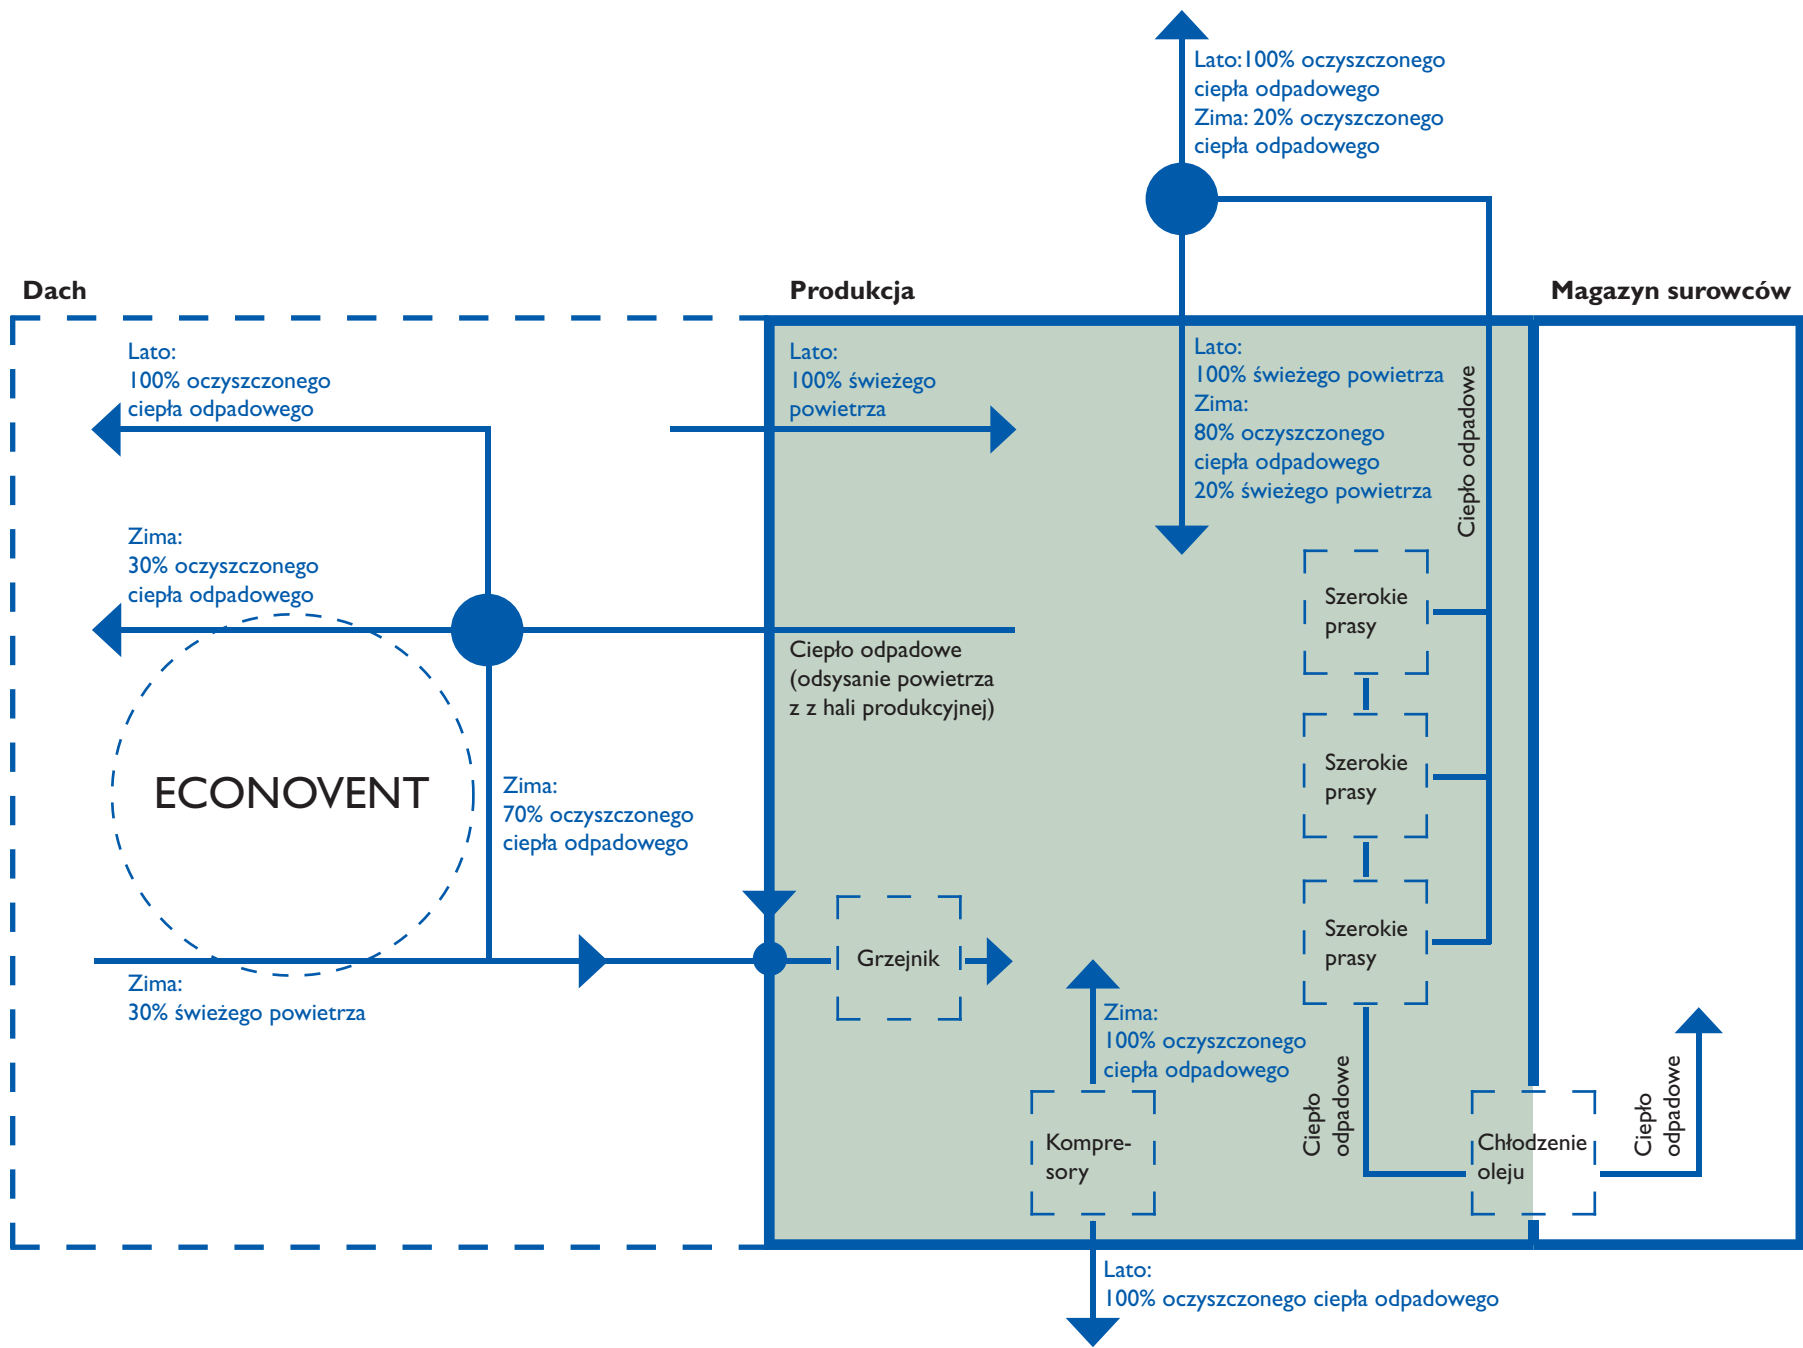 Lato:100% oczyszczonego
ciepła odpadowego
Zima: 20% oczyszczonego
ciepła odpadowego
Dach
Produkcja
Magazyn surowców
Lato:
100% oczyszczonego
ciepła odpadowego
Lato:
100% świeżego
powietrza
Lato:
100% świeżego powietrza
Zima:
80% oczyszczonego
ciepła odpadowego
20% świeżego powietrza
Ciepło odpadowe
Zima:
30% oczyszczonego
ciepła odpadowego
Ciepło odpadowe
(odsysanie powietrza
z z hali produkcyjnej)
Szerokie
prasy
Szerokie
prasy
Szerokie
prasy
ECONOVENT
Zima:
70% oczyszczonego
ciepła odpadowego
Grzejnik
Zima:
30% świeżego powietrza
Zima:
100% oczyszczonego
ciepła odpadowego
Kompre-
sory
Ciepło
odpadowe
Chłodzenie
oleju
Ciepło
odpadowe
Lato:
100% oczyszczonego ciepła odpadowego